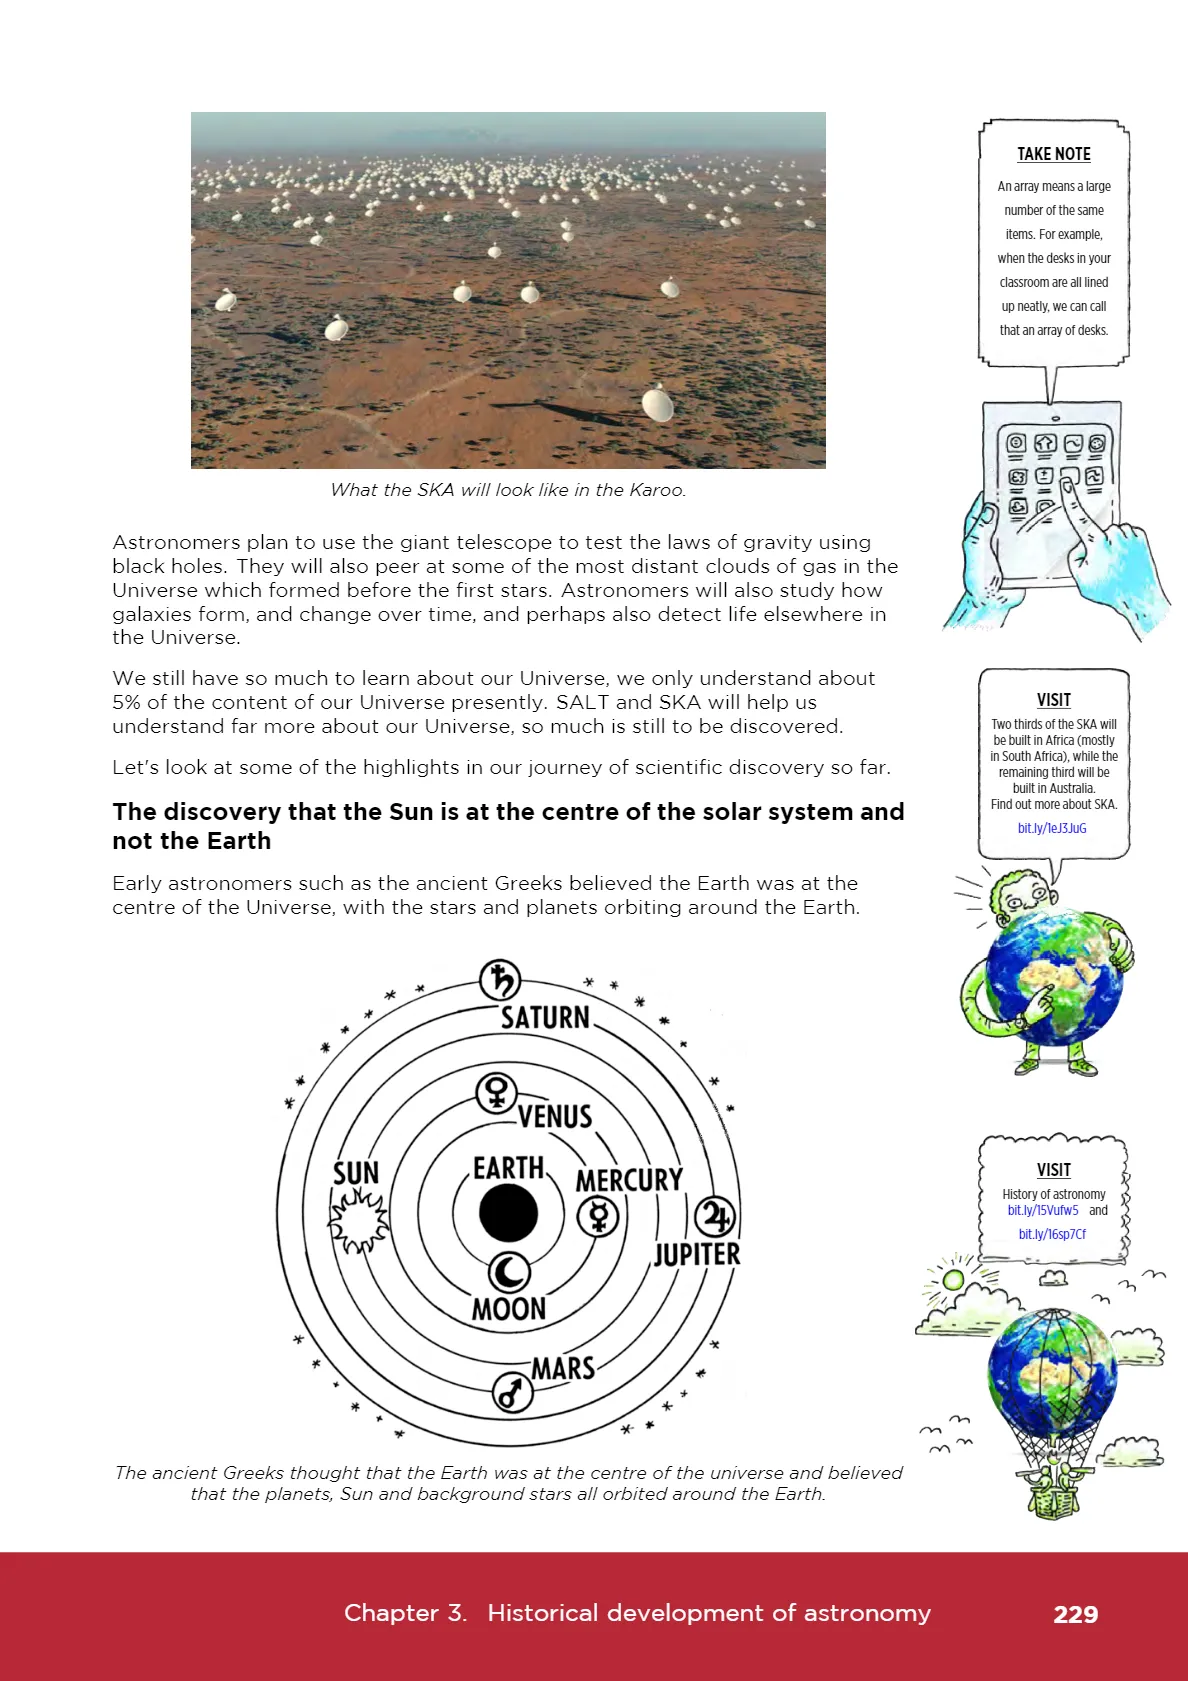 What the SKA will look like in the Karoo.
Astronomers plan to use the giant telescope to test the laws of gravity using
black holes. They will also peer at some of the most distant clouds of gas in the
Universe which formed before the first stars. Astronomers will also study how
galaxies form, and change over time, and perhaps also detect life elsewhere in
the Universe.
We still have so much to learn about our Universe, we only understand about
5% of the content of our Universe presently. SALT and SKA will help us
understand far more about our Universe, so much is still to be discovered.
Let's look at some of the highlights in our journey of scientific discovery so far.
The discovery that the Sun is at the centre of the solar system and
not the Earth
Early astronomers such as the ancient Greeks believed the Earth was at the
centre of the Universe, with the stars and planets orbiting around the Earth.
SATURN
VENUS
SUN
EARTH
MERCURY
JUPITER
MOON
MARS
The ancient Greeks thought that the Earth was at the centre of the universe and believed
that the planets, Sun and background stars all orbited around the Earth.
TAKE NOTE
An array means a large
number of the same
items. For example,
when the desks in your
classroom are all lined
up neatly, we can call
that an array of desks.
VISIT
Two thirds of the SKA will
be built in Africa (mostly
in South Africa), while the
remaining third will be
built in Australia.
Find out more about SKA.
bit.ly/1eJ3JuG
VISIT
History of astronomy
bit.ly/15Vufw5 and
bit.ly/16sp7Cf
Chapter 3. Historical development of astronomy 229